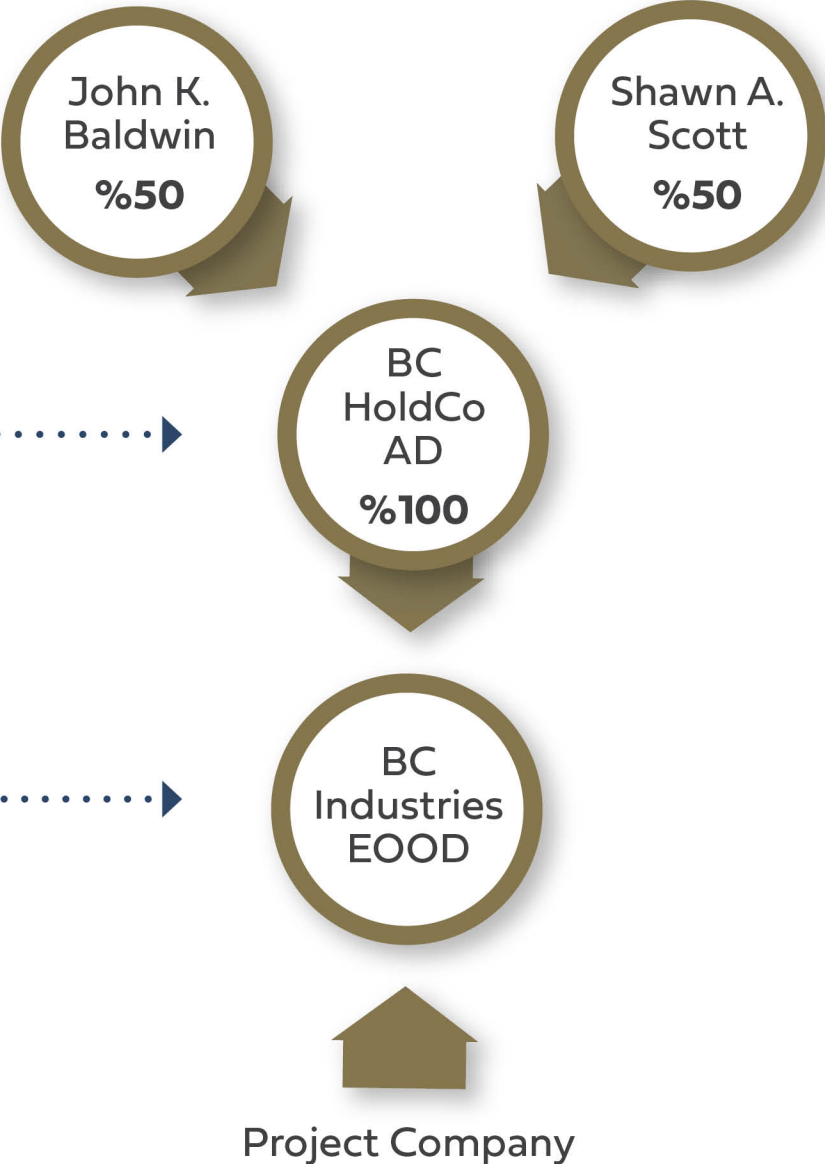 John K.
Baldwin
%50
Shawn A.
Scott
%50
BC
HoldCo
AD
%100
BC
Industries
EOOD
Project Company